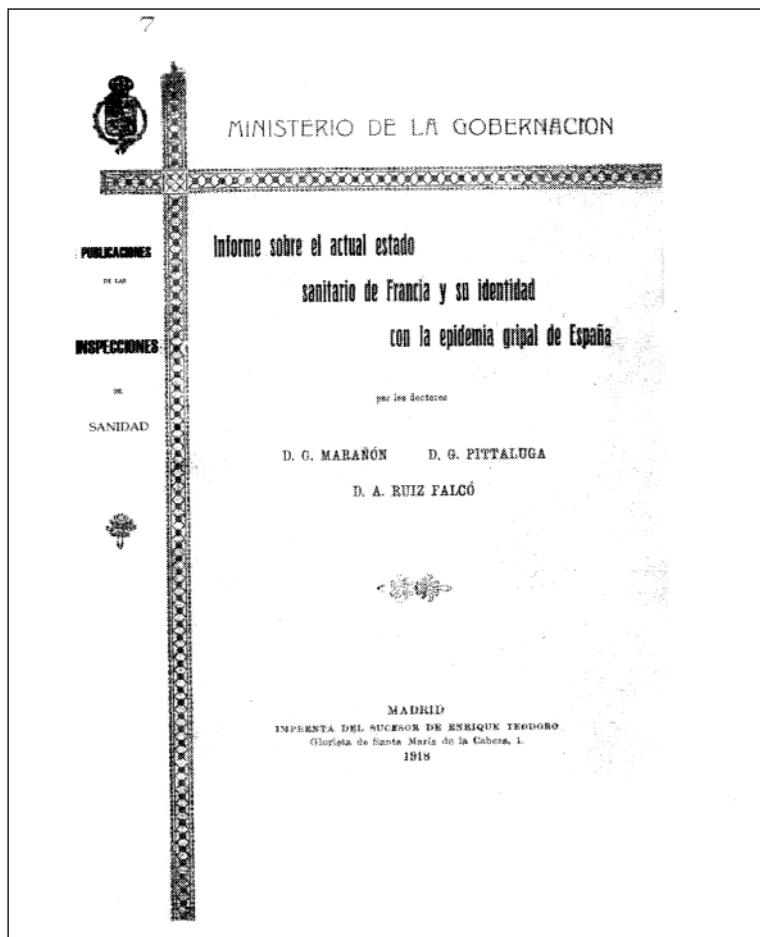 7
MINISTERIO DE LA GOBERNACION
PUBLICACIONES
DE LAS
INSPECCIONES
DE
SANIDAD
Informe sobre el actual estado
sanitario de Francia y su identidad
con la epidemia gripal de España
por los doctores
D. G. MARAÑÓN D. G. PITTALUGA
D. A. RUIZ FALCÓ
MADRID
IMPRENTA DEL SUCESOR DE ENRIQUE TEODORO
Glorieta de Santa María de la Cabeza, 1.
1918